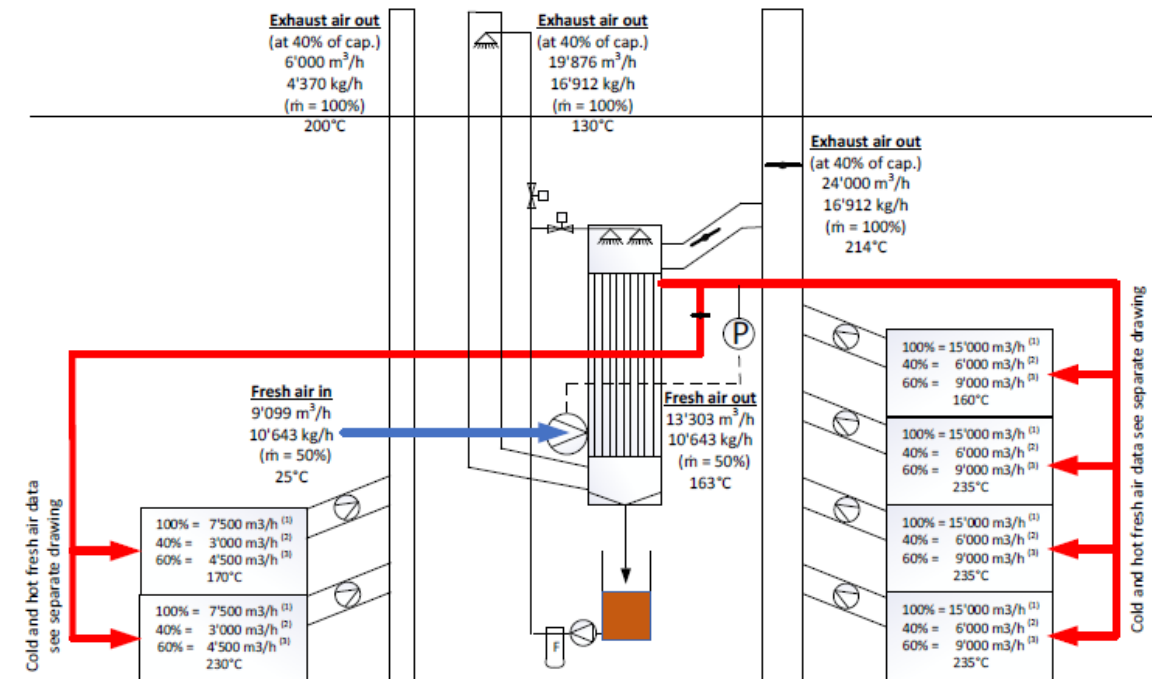 Exhaust air out
(at 40% of cap.)
6'000 m³/h
4'370 kg/h
(ṁ = 100%)
200°C
Exhaust air out
(at 40% of cap.)
19'876 m³/h
16'912 kg/h
(ṁ = 100%)
130°C
Exhaust air out
(at 40% of cap.)
24'000 m³/h
16'912 kg/h
(ṁ = 100%)
214°C
P
Fresh air in
9'099 m³/h
10'643 kg/h
(ṁ = 50%)
25°C
Fresh air out
13'303 m³/h
10'643 kg/h
(ṁ = 50%)
163°C
100% = 15'000 m3/h ⁽¹⁾
40% = 6'000 m3/h ⁽²⁾
60% = 9'000 m3/h ⁽³⁾
160°C
100% = 15'000 m3/h ⁽¹⁾
40% = 6'000 m3/h ⁽²⁾
60% = 9'000 m3/h ⁽³⁾
235°C
100% = 15'000 m3/h ⁽¹⁾
40% = 6'000 m3/h ⁽²⁾
60% = 9'000 m3/h ⁽³⁾
235°C
100% = 15'000 m3/h ⁽¹⁾
40% = 6'000 m3/h ⁽²⁾
60% = 9'000 m3/h ⁽³⁾
235°C
100% = 7'500 m3/h ⁽¹⁾
40% = 3'000 m3/h ⁽²⁾
60% = 4'500 m3/h ⁽³⁾
170°C
100% = 7'500 m3/h ⁽¹⁾
40% = 3'000 m3/h ⁽²⁾
60% = 4'500 m3/h ⁽³⁾
230°C
F
Cold and hot fresh air data
see separate drawing
Cold and hot fresh air data see separate drawing